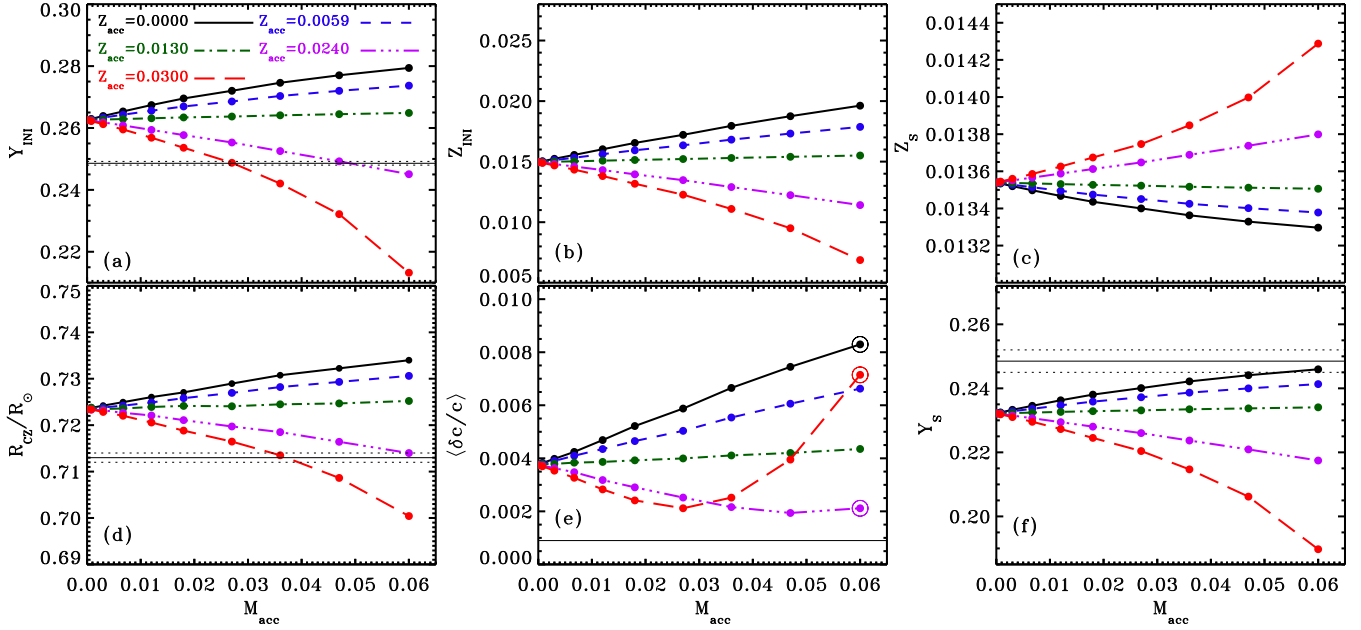 0.30
0.28
0.26
0.24
0.22
Y_INI
Z_acc=0.0000
Z_acc=0.0059
Z_acc=0.0130
Z_acc=0.0240
Z_acc=0.0300
(a)
0.025
0.020
0.015
0.010
0.005
Z_INI
(b)
0.0144
0.0142
0.0140
0.0138
0.0136
0.0134
0.0132
Z_s
(c)
0.75
0.74
0.73
0.72
0.71
0.70
0.69
R_CZ/R_⊙
(d)
0.00 0.01 0.02 0.03 0.04 0.05 0.06
M_acc
0.010
0.008
0.006
0.004
0.002
0.000
⟨δc/c⟩
(e)
0.00 0.01 0.02 0.03 0.04 0.05 0.06
M_acc
0.26
0.24
0.22
0.20
Y_S
(f)
0.00 0.01 0.02 0.03 0.04 0.05 0.06
M_acc